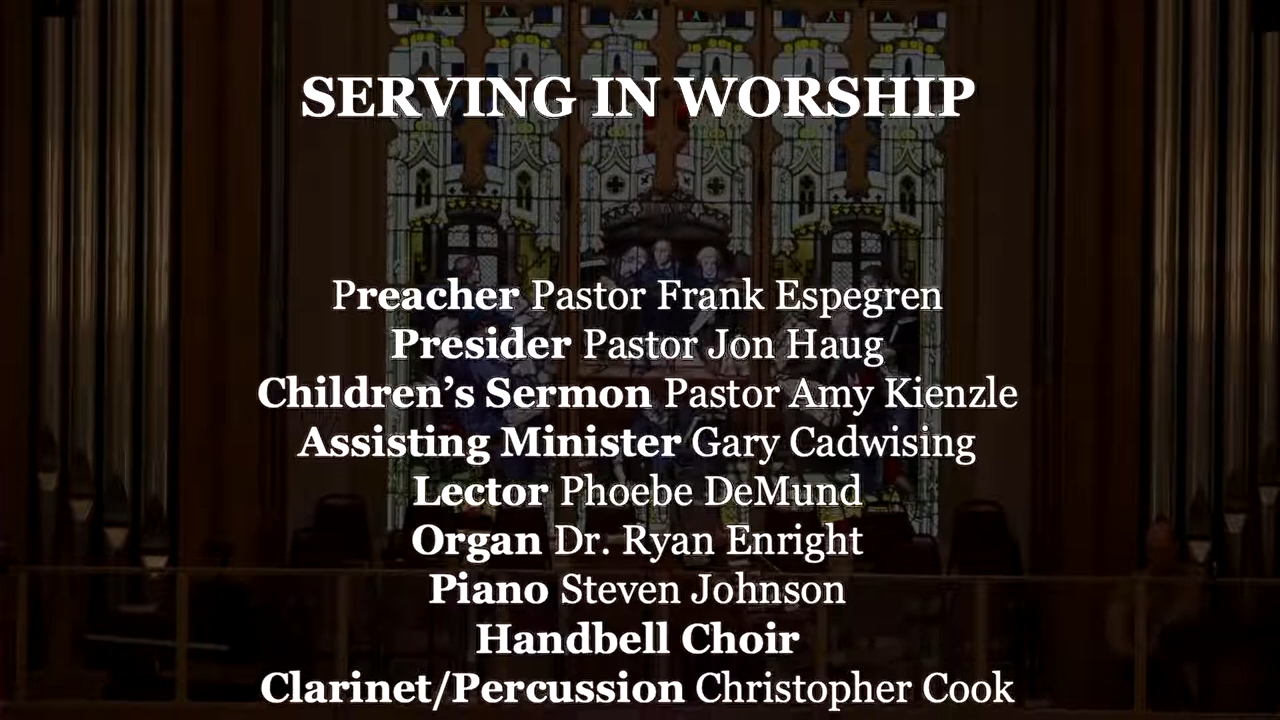 SERVING IN WORSHIP
Preacher Pastor Frank Espegren
Presider Pastor Jon Haug
Children’s Sermon Pastor Amy Kienzle
Assisting Minister Gary Cadwising
Lector Phoebe DeMund
Organ Dr. Ryan Enright
Piano Steven Johnson
Handbell Choir
Clarinet/Percussion Christopher Cook